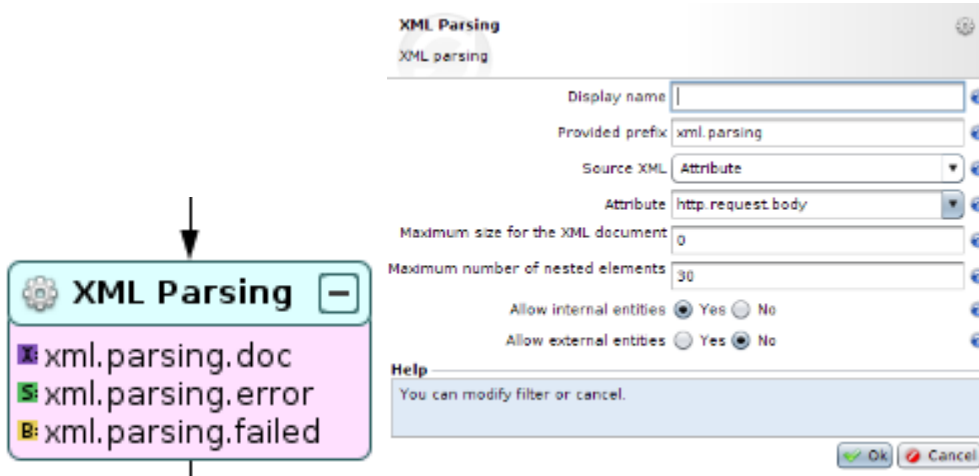 XML Parsing
XML parsing
Display name
Provided prefix xml.parsing
Source XML Attribute
Attribute http.request.body
Maximum size for the XML document 0
Maximum number of nested elements 30
Allow internal entities Yes No
Allow external entities Yes No
Help
You can modify filter or cancel.
Ok Cancel
XML Parsing
I: xml.parsing.doc
S: xml.parsing.error
B: xml.parsing.failed